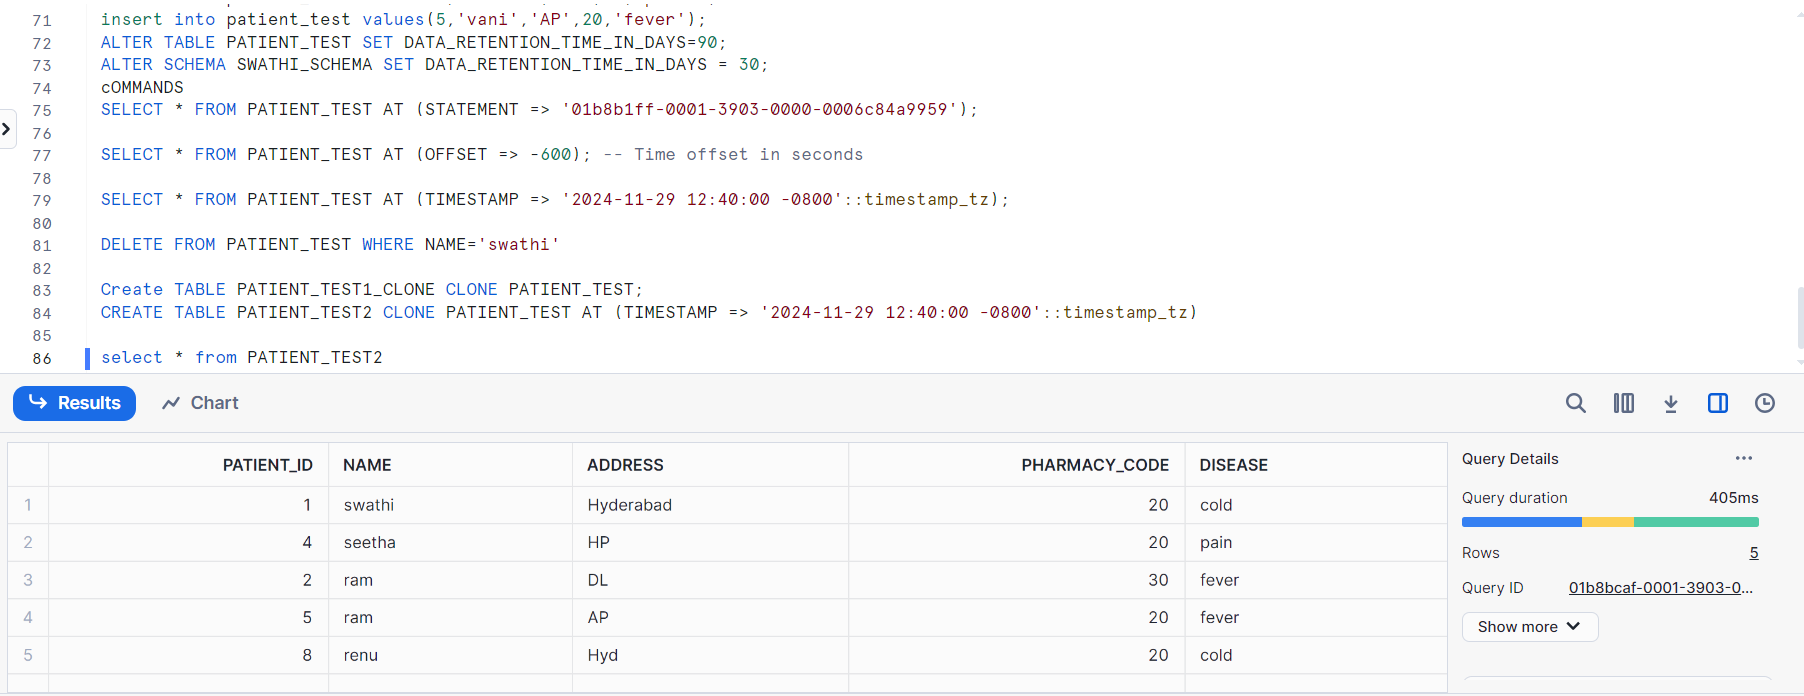 71 insert into patient_test values(5,'vani','AP',20,'fever');
72 ALTER TABLE PATIENT_TEST SET DATA_RETENTION_TIME_IN_DAYS=90;
73 ALTER SCHEMA SWATHI_SCHEMA SET DATA_RETENTION_TIME_IN_DAYS = 30;
74 cOMMANDS
75 SELECT * FROM PATIENT_TEST AT (STATEMENT => '01b8b1ff-0001-3903-0000-0006c84a9959');
76
77 SELECT * FROM PATIENT_TEST AT (OFFSET => -600); -- Time offset in seconds
78
79 SELECT * FROM PATIENT_TEST AT (TIMESTAMP => '2024-11-29 12:40:00 -0800'::timestamp_tz);
80
81 DELETE FROM PATIENT_TEST WHERE NAME='swathi'
82
83 Create TABLE PATIENT_TEST1_CLONE CLONE PATIENT_TEST;
84 CREATE TABLE PATIENT_TEST2 CLONE PATIENT_TEST AT (TIMESTAMP => '2024-11-29 12:40:00 -0800'::timestamp_tz)
85
86 select * from PATIENT_TEST2
Results Chart
PATIENT_ID NAME ADDRESS PHARMACY_CODE DISEASE
1 1 swathi Hyderabad 20 cold
2 4 seetha HP 20 pain
3 2 ram DL 30 fever
4 5 ram AP 20 fever
5 8 renu Hyd 20 cold
Query Details ...
Query duration 405ms
Rows 5
Query ID 01b8bcaf-0001-3903-0...
Show more